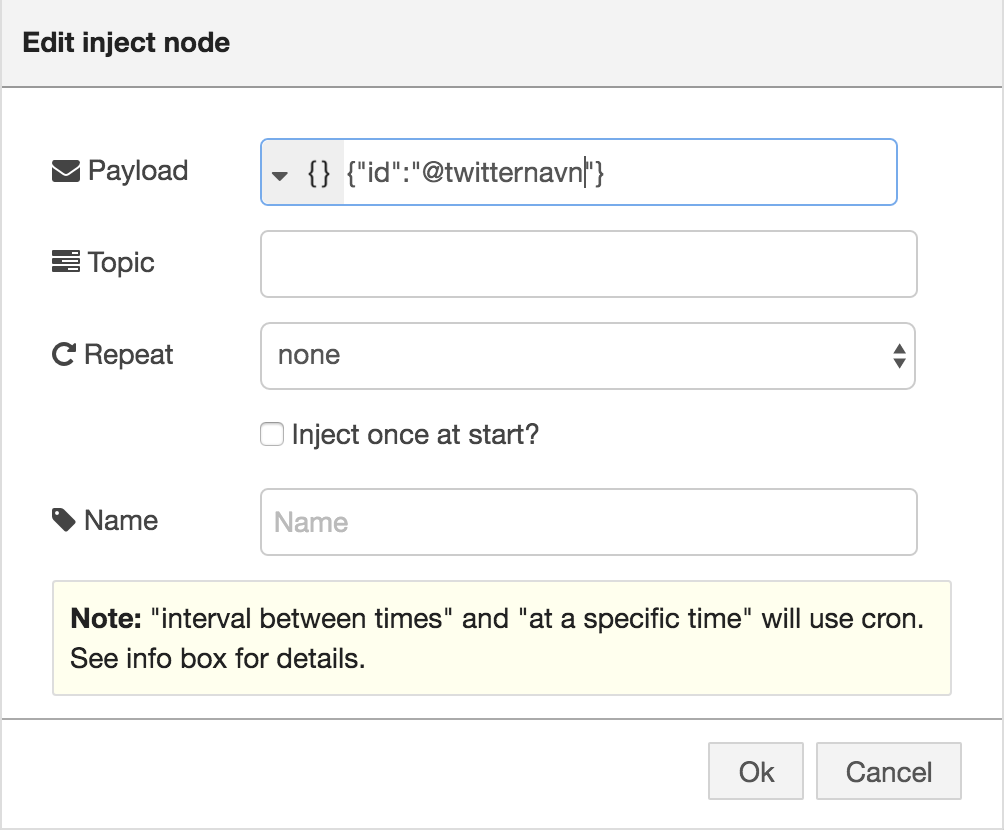 Edit inject node
Payload {} {"id":"@twitternavn"}
Topic
Repeat none
Inject once at start?
Name Name
Note: "interval between times" and "at a specific time" will use cron.
See info box for details.
Ok Cancel